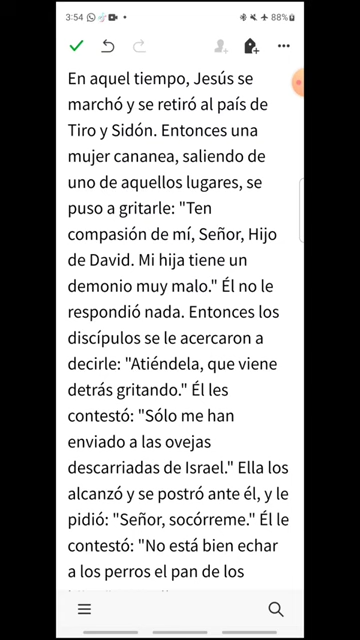 3:54
88%
En aquel tiempo, Jesús se
marchó y se retiró al país de
Tiro y Sidón. Entonces una
mujer cananea, saliendo de
uno de aquellos lugares, se
puso a gritarle: "Ten
compasión de mí, Señor, Hijo
de David. Mi hija tiene un
demonio muy malo." Él no le
respondió nada. Entonces los
discípulos se le acercaron a
decirle: "Atiéndela, que viene
detrás gritando." Él les
contestó: "Sólo me han
enviado a las ovejas
descarriadas de Israel." Ella los
alcanzó y se postró ante él, y le
pidió: "Señor, socórreme." Él le
contestó: "No está bien echar
a los perros el pan de los